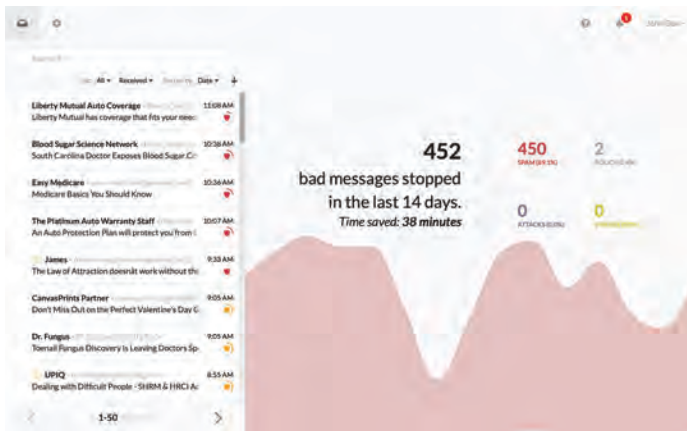 1
All Received Date
Liberty Mutual Auto Coverage 11:08 AM
Liberty Mutual has coverage that fits your need
Blood Sugar Science Network 10:38 AM
South Carolina Doctor Exposes Blood Sugar Cr
Easy Medicare 10:36 AM
Medicare Basics You Should Know
The Platinum Auto Warranty Staff 10:07 AM
An Auto Protection Plan will protect you from
James 9:33 AM
The Law of Attraction doesnât work without the
CanvasPrints Partner 9:05 AM
Don't Miss Out on the Perfect Valentine's Day G
Dr. Fungus 9:05 AM
Toenail Fungus Discovery Is Leaving Doctors Sp
UPIQ 8:55 AM
Dealing with Difficult People - SHRM & HRCI Ac
1-50
452
bad messages stopped
in the last 14 days.
Time saved: 38 minutes
450
2
0
0